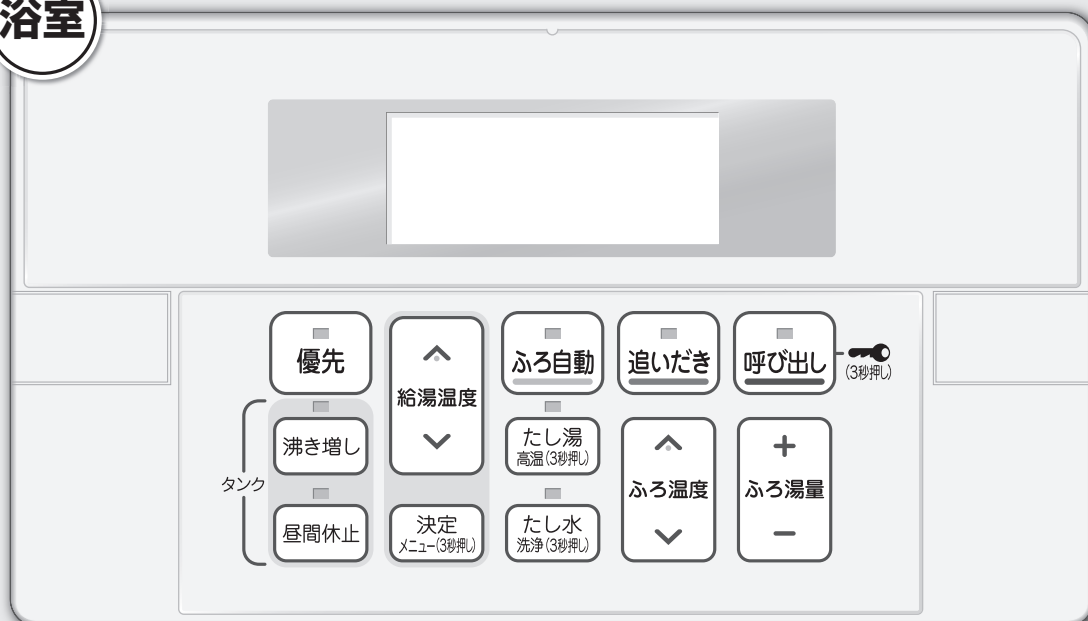 浴室
優先
給湯温度
ふろ自動
追いだき
呼び出し
(3秒押し)
タンク
沸き増し
たし湯
高温(3秒押し)
ふろ温度
+
ふろ湯量
−
昼間休止
決定
メニュー(3秒押し)
たし水
洗浄(3秒押し)